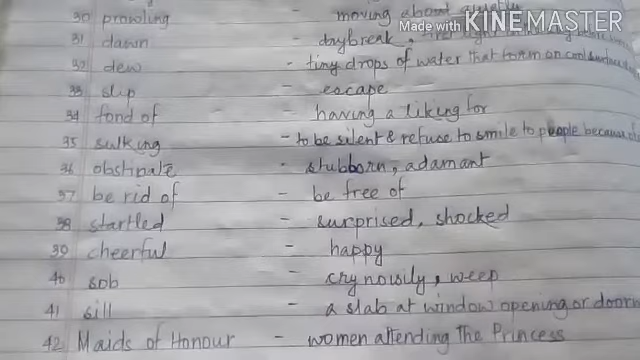 30 prowling - moving about
Made with KINEMASTER
31 dawn - daybreak,
32 dew - tiny drops of water that form on cool
33 slip - escape
34 fond of - having a liking for
35 sulking - to be silent & refuse to smile to people because
36 obstinate - stubborn, adamant
37 be rid of - be free of
38 startled - surprised, shocked
39 cheerful - happy
40 sob - cry nowily, weep
41 sill - a slab at window opening or door
42 Maids of Honour - women attending The Princess